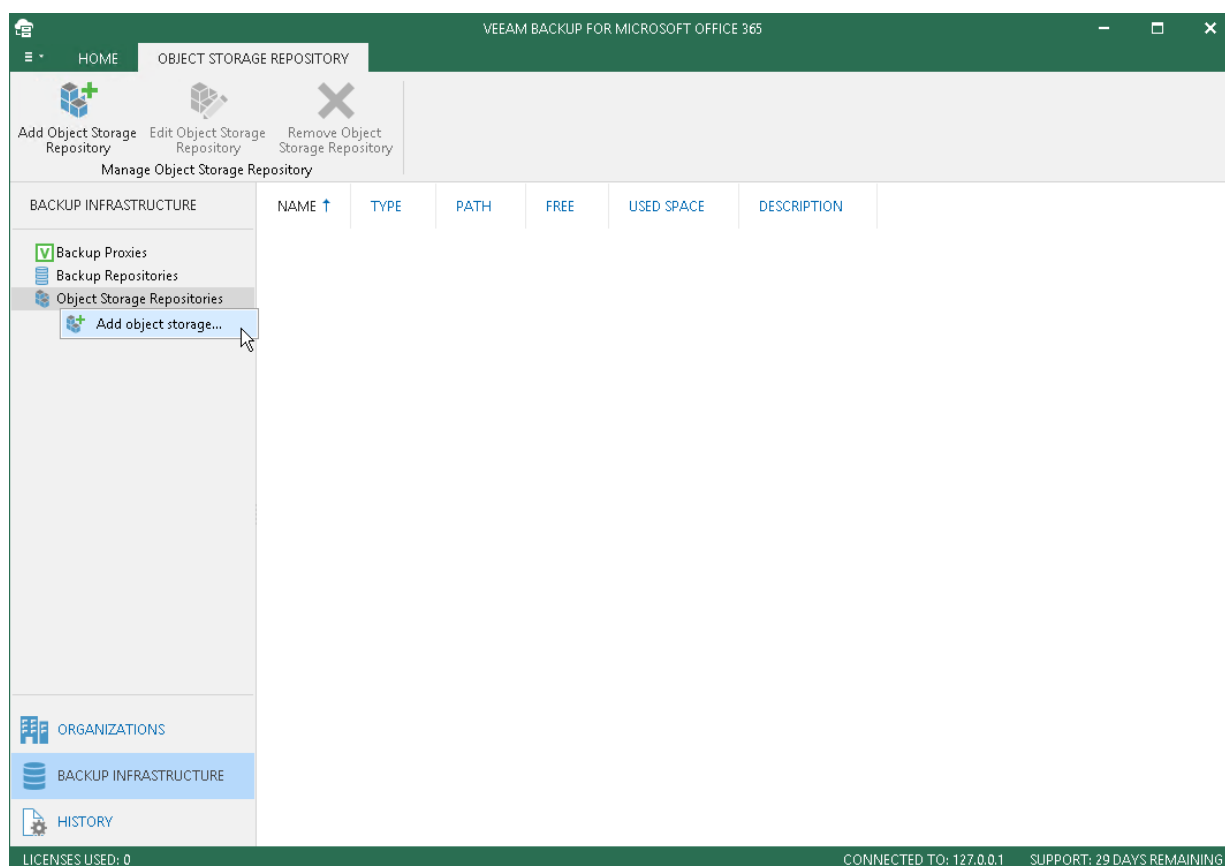 VEEAM BACKUP FOR MICROSOFT OFFICE 365
HOME
OBJECT STORAGE REPOSITORY
Add Object Storage
Repository
Edit Object Storage
Repository
Remove Object
Storage Repository
Manage Object Storage Repository
BACKUP INFRASTRUCTURE
NAME
TYPE
PATH
FREE
USED SPACE
DESCRIPTION
Backup Proxies
Backup Repositories
Object Storage Repositories
Add object storage...
ORGANIZATIONS
BACKUP INFRASTRUCTURE
HISTORY
LICENSES USED: 0
CONNECTED TO: 127.0.0.1
SUPPORT: 29 DAYS REMAINING